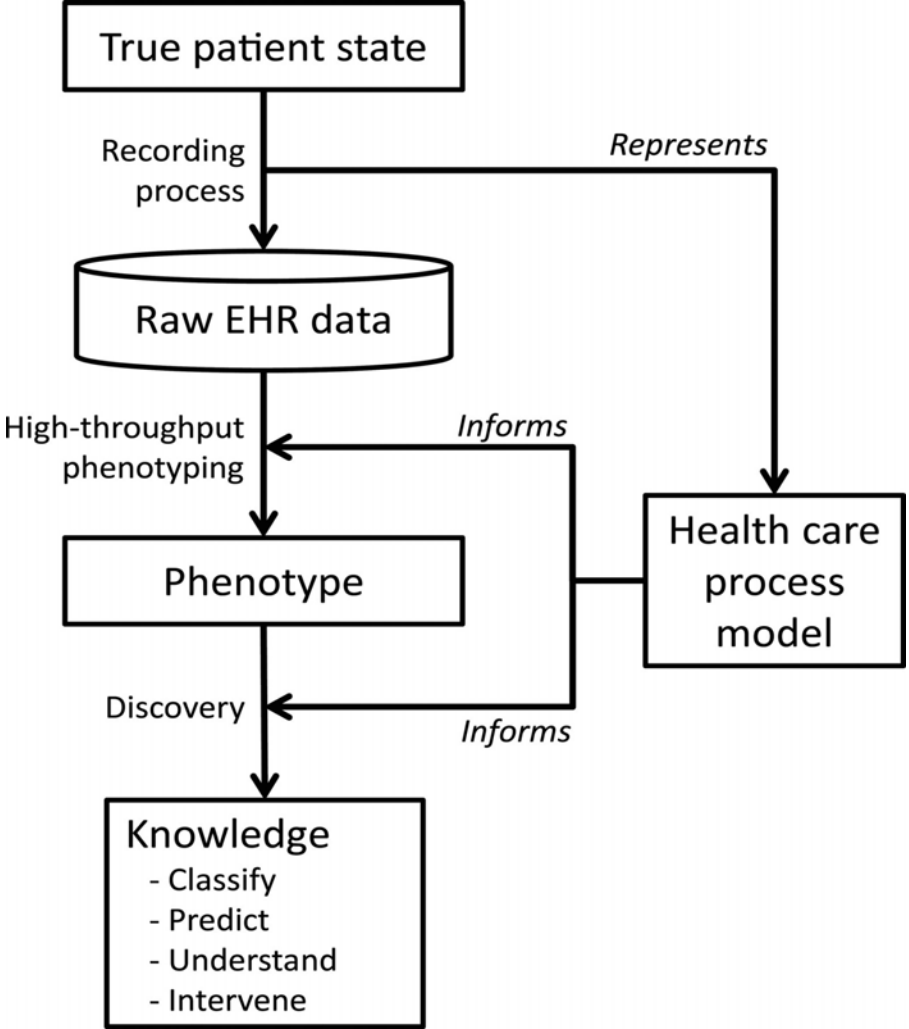 True patient state
Recording
process
Represents
Raw EHR data
High-throughput
phenotyping
Informs
Health care
process
model
Phenotype
Discovery
Informs
Knowledge
- Classify
- Predict
- Understand
- Intervene